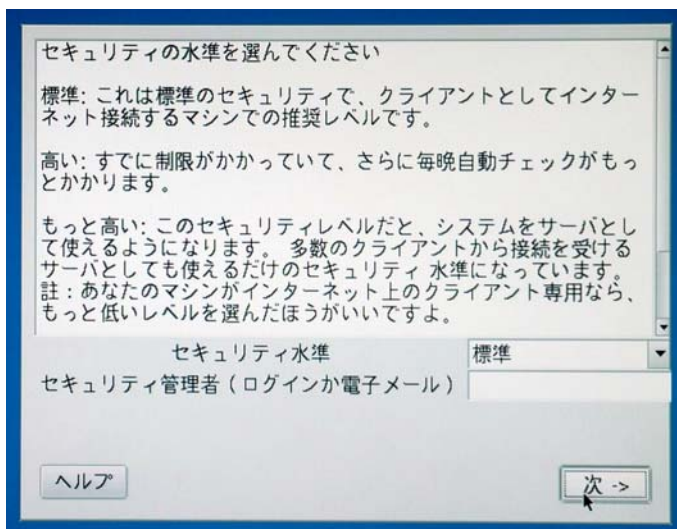 セキュリティの水準を選んでください
標準: これは標準のセキュリティで、クライアントとしてインター
ネット接続するマシンでの推奨レベルです。
高い: すでに制限がかかっていて、さらに毎晩自動チェックがもっ
とかかります。
もっと高い: このセキュリティレベルだと、システムをサーバとし
て使えるようになります。 多数のクライアントから接続を受ける
サーバとしても使えるだけのセキュリティ 水準になっています。
註：あなたのマシンがインターネット上のクライアント専用なら、
もっと低いレベルを選んだほうがいいですよ。
セキュリティ水準 標準
セキュリティ管理者（ログインか電子メール）
ヘルプ 次 ->